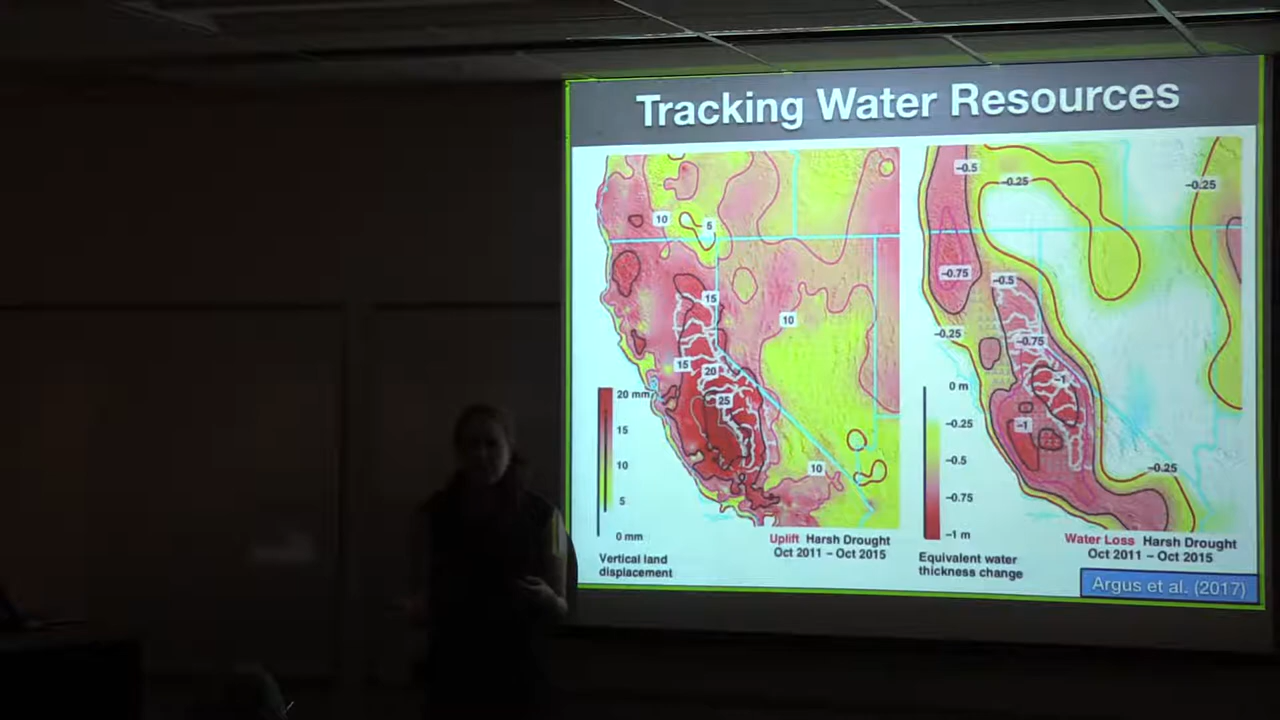 Tracking Water Resources
10
5
15
10
15
20
25
20 mm
15
10
5
0 mm
10
Vertical land
displacement
Uplift Harsh Drought
Oct 2011 – Oct 2015
–0.5
–0.25
–0.25
–0.75
–0.5
–0.25
–0.75
–1
–1
0 m
–0.25
–0.5
–0.75
–1 m
–0.25
Equivalent water
thickness change
Water Loss Harsh Drought
Oct 2011 – Oct 2015
Argus et al. (2017)